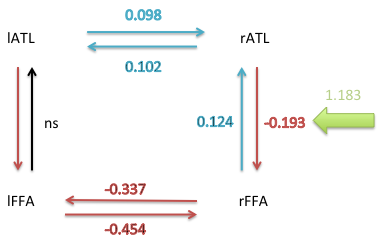 0.098
lATL rATL
0.102
1.183
ns 0.124 -0.193
-0.337
lFFA rFFA
-0.454